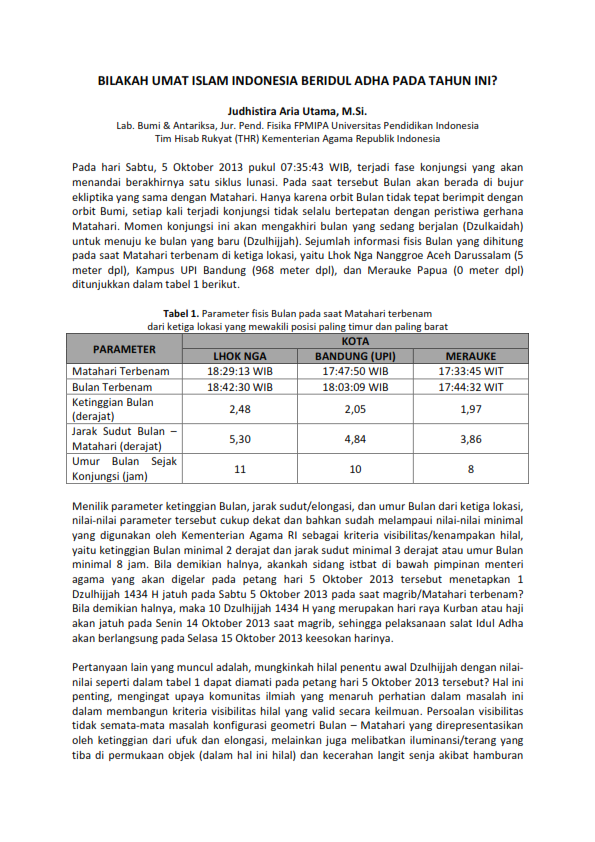 BILAKAH UMAT ISLAM INDONESIA BERIDUL ADHA PADA TAHUN INI?
Judhistira Aria Utama, M.Si.
Lab. Bumi & Antariksa, Jur. Pend. Fisika FPMIPA Universitas Pendidikan Indonesia
Tim Hisab Rukyat (THR) Kementerian Agama Republik Indonesia
Pada hari Sabtu, 5 Oktober 2013 pukul 07:35:43 WIB, terjadi fase konjungsi yang akan
menandai berakhirnya satu siklus lunasi. Pada saat tersebut Bulan akan berada di bujur
ekliptika yang sama dengan Matahari. Hanya karena orbit Bulan tidak tepat berimpit dengan
orbit Bumi, setiap kali terjadi konjungsi tidak selalu bertepatan dengan peristiwa gerhana
Matahari. Momen konjungsi ini akan mengakhiri bulan yang sedang berjalan (Dzulkaidah)
untuk menuju ke bulan yang baru (Dzulhijjah). Sejumlah informasi fisis Bulan yang dihitung
pada saat Matahari terbenam di ketiga lokasi, yaitu Lhok Nga Nanggroe Aceh Darussalam (5
meter dpl), Kampus UPI Bandung (968 meter dpl), dan Merauke Papua (0 meter dpl)
ditunjukkan dalam tabel 1 berikut.
Tabel 1. Parameter fisis Bulan pada saat Matahari terbenam
dari ketiga lokasi yang mewakili posisi paling timur dan paling barat
PARAMETER KOTA
LHOK NGA BANDUNG (UPI) MERAUKE
Matahari Terbenam 18:29:13 WIB 17:47:50 WIB 17:33:45 WIT
Bulan Terbenam 18:42:30 WIB 18:03:09 WIB 17:44:32 WIT
Ketinggian Bulan
(derajat) 2,48 2,05 1,97
Jarak Sudut Bulan –
Matahari (derajat) 5,30 4,84 3,86
Umur Bulan Sejak
Konjungsi (jam) 11 10 8
Menilik parameter ketinggian Bulan, jarak sudut/elongasi, dan umur Bulan dari ketiga lokasi,
nilai-nilai parameter tersebut cukup dekat dan bahkan sudah melampaui nilai-nilai minimal
yang digunakan oleh Kementerian Agama RI sebagai kriteria visibilitas/kenampakan hilal,
yaitu ketinggian Bulan minimal 2 derajat dan jarak sudut minimal 3 derajat atau umur Bulan
minimal 8 jam. Bila demikian halnya, akankah sidang istbat di bawah pimpinan menteri
agama yang akan digelar pada petang hari 5 Oktober 2013 tersebut menetapkan 1
Dzulhijjah 1434 H jatuh pada Sabtu 5 Oktober 2013 pada saat magrib/Matahari terbenam?
Bila demikian halnya, maka 10 Dzulhijjah 1434 H yang merupakan hari raya Kurban atau haji
akan jatuh pada Senin 14 Oktober 2013 saat magrib, sehingga pelaksanaan salat Idul Adha
akan berlangsung pada Selasa 15 Oktober 2013 keesokan harinya.
Pertanyaan lain yang muncul adalah, mungkinkah hilal penentu awal Dzulhijjah dengan nilai-
nilai seperti dalam tabel 1 dapat diamati pada petang hari 5 Oktober 2013 tersebut? Hal ini
penting, mengingat upaya komunitas ilmiah yang menaruh perhatian dalam masalah ini
dalam membangun kriteria visibilitas hilal yang valid secara keilmuan. Persoalan visibilitas
tidak semata-mata masalah konfigurasi geometri Bulan – Matahari yang direpresentasikan
oleh ketinggian dari ufuk dan elongasi, melainkan juga melibatkan iluminansi/terang yang
tiba di permukaan objek (dalam hal ini hilal) dan kecerahan langit senja akibat hamburan